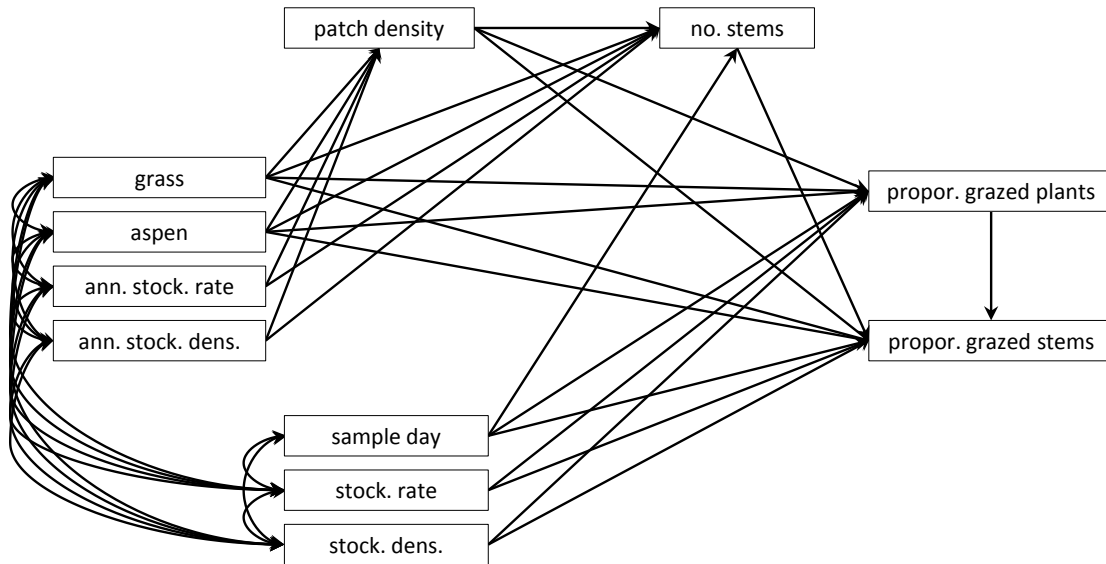 patch density
no. stems
grass
propor. grazed plants
aspen
ann. stock. rate
ann. stock. dens.
propor. grazed stems
sample day
stock. rate
stock. dens.